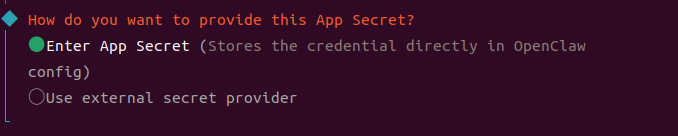 How do you want to provide this App Secret?
Enter App Secret (Stores the credential directly in OpenClaw
config)
Use external secret provider